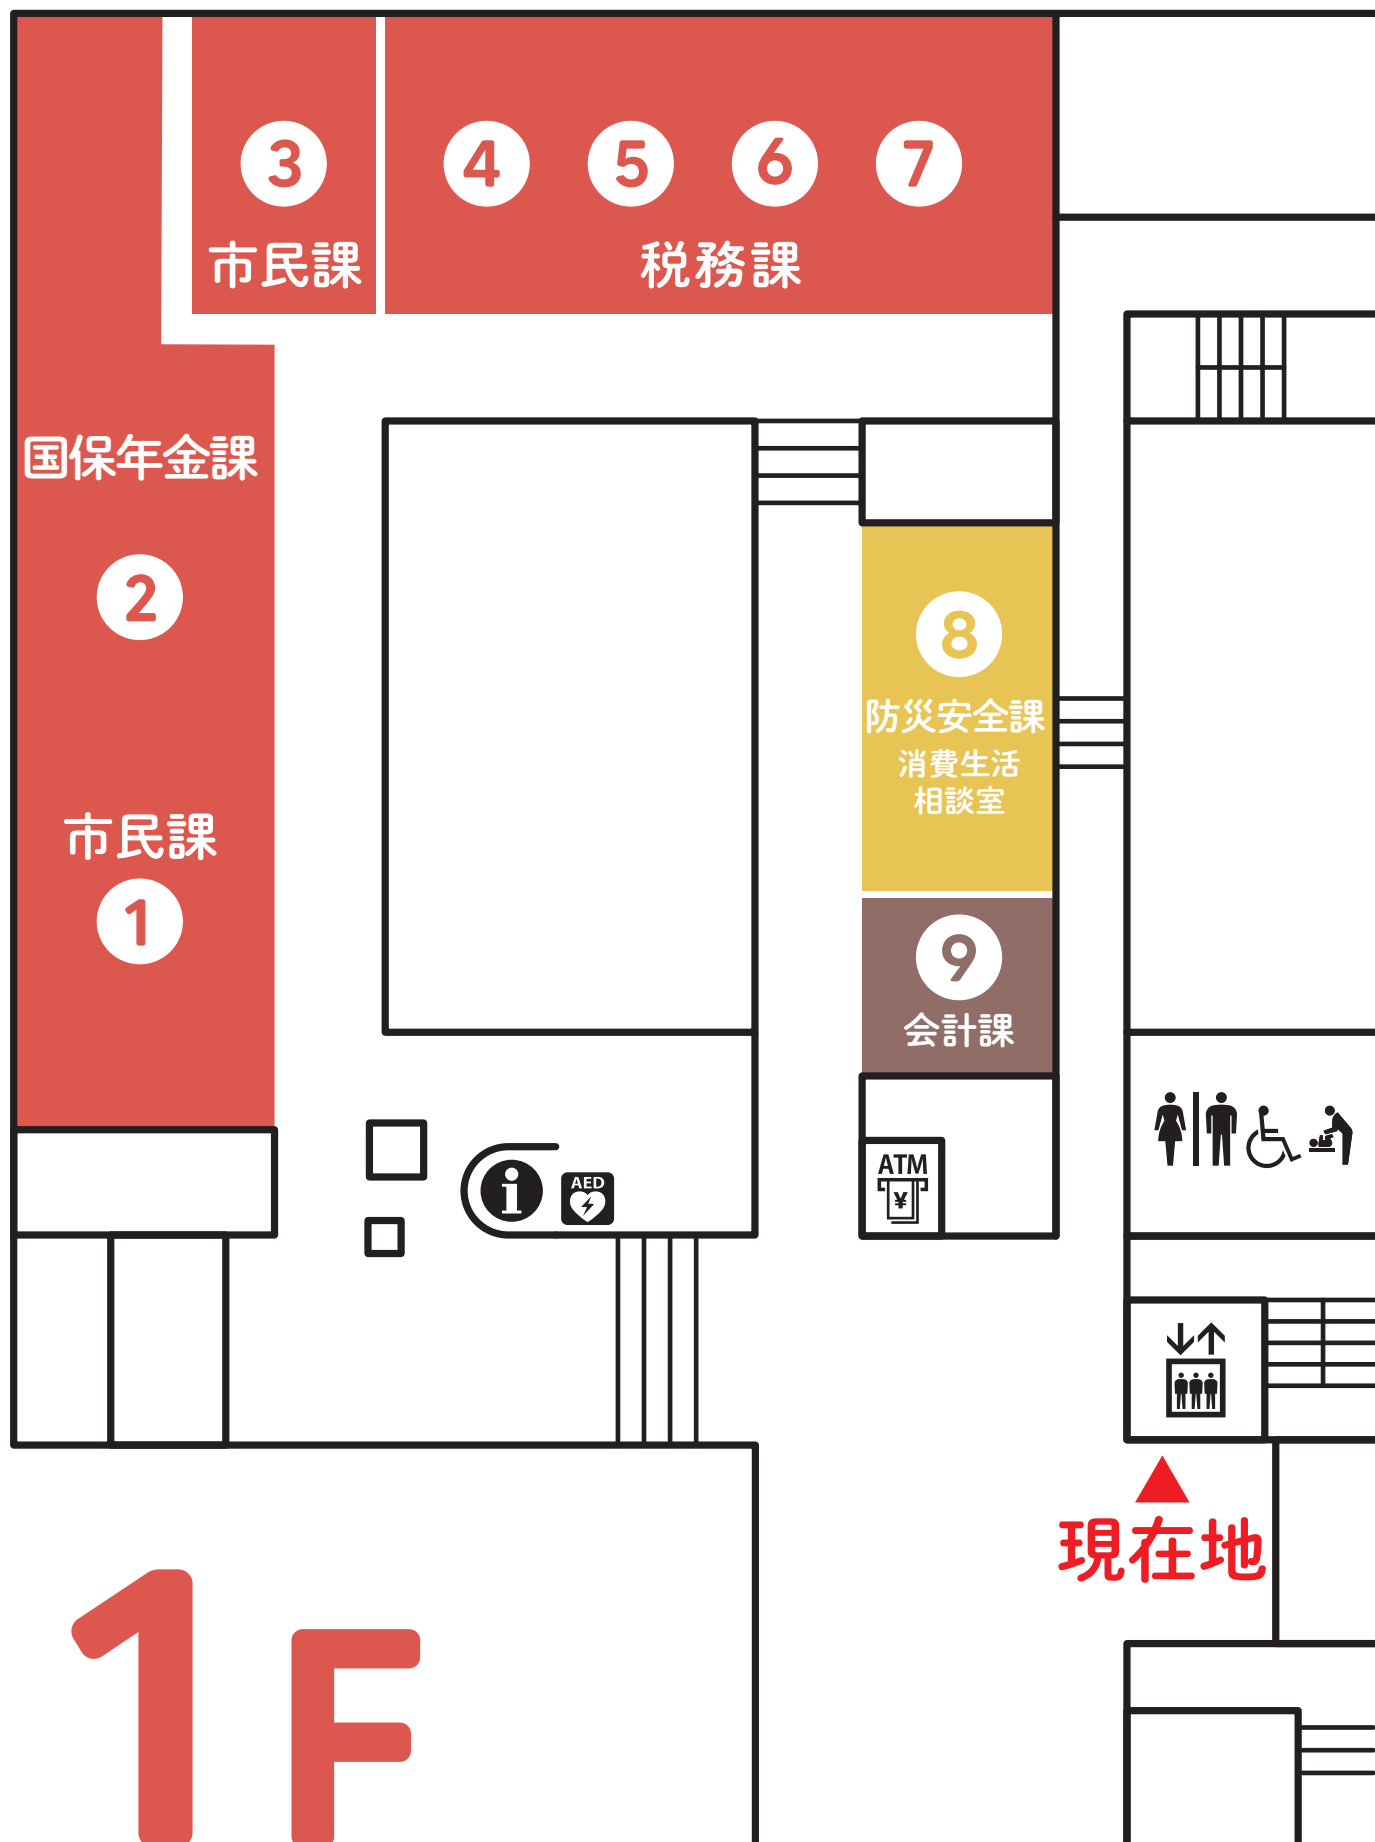 3
市民課
4 5 6 7
税務課
国保年金課
2
市民課
1
8
防災安全課
消費生活
相談室
9
会計課
ATM
¥
i
AED
現在地
1F